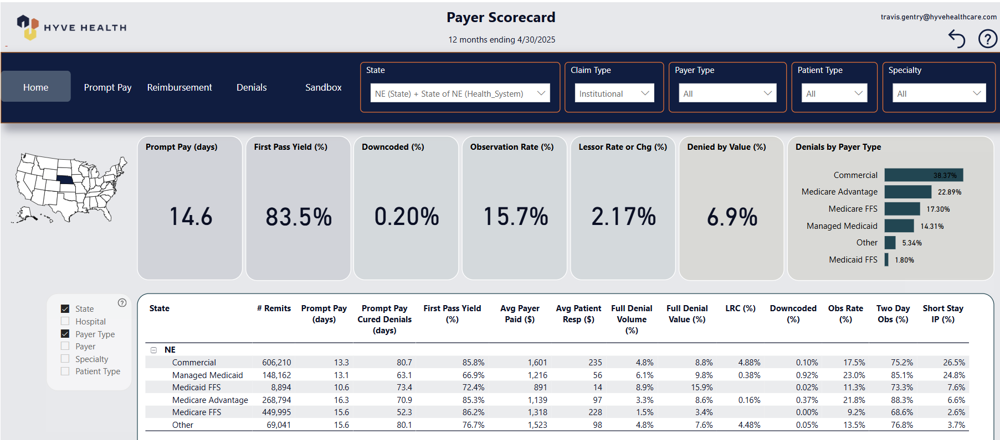 HYVE HEALTH
Payer Scorecard
12 months ending 4/30/2025
travis.gentry@hyvehealthcare.com
?
Home
Prompt Pay
Reimbursement
Denials
Sandbox
State
NE (State) + State of NE (Health_System)
Claim Type
Institutional
Payer Type
All
Patient Type
All
Specialty
All
Prompt Pay (days)
14.6
First Pass Yield (%)
83.5%
Downcoded (%)
0.20%
Observation Rate (%)
15.7%
Lessor Rate or Chg (%)
2.17%
Denied by Value (%)
6.9%
Denials by Payer Type
Commercial 38.37%
Medicare Advantage 22.89%
Medicare FFS 17.30%
Managed Medicaid 14.31%
Other 5.34%
Medicaid FFS 1.80%
?
State
Hospital
Payer Type
Payer
Specialty
Patient Type
State # Remits Prompt Pay (days) Prompt Pay Cured Denials (days) First Pass Yield (%) Avg Payer Paid ($) Avg Patient Resp ($) Full Denial Volume (%) Full Denial Value (%) LRC (%) Downcoded (%) Obs Rate (%) Two Day Obs (%) Short Stay IP (%)
NE
Commercial 606,210 13.3 80.7 85.8% 1,601 235 4.8% 8.8% 4.88% 0.10% 17.5% 75.2% 26.5%
Managed Medicaid 148,162 13.1 63.1 66.9% 1,216 56 6.1% 9.8% 0.38% 0.92% 23.0% 85.1% 24.8%
Medicaid FFS 8,894 10.6 73.4 72.4% 891 14 8.9% 15.9% 0.02% 11.3% 73.3% 7.6%
Medicare Advantage 268,794 16.3 70.9 85.3% 1,139 97 3.3% 8.6% 0.16% 0.37% 21.8% 88.3% 6.6%
Medicare FFS 449,995 15.6 52.3 86.2% 1,318 228 1.5% 3.4% 0.00% 9.2% 68.6% 2.6%
Other 69,041 15.6 80.1 76.7% 1,523 98 4.8% 7.6% 4.48% 0.05% 13.5% 76.8% 3.7%